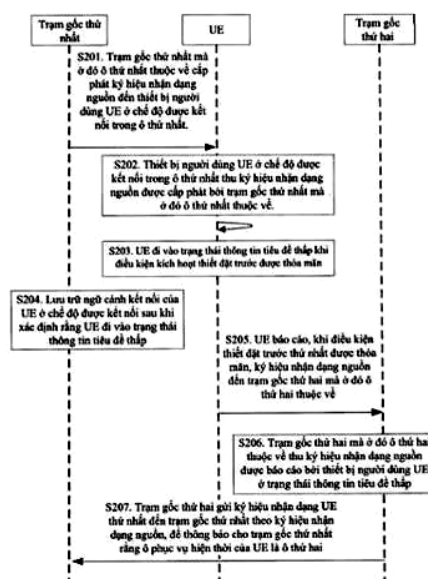 Trạm gốc thứ
nhất
UE
Trạm gốc
thứ hai
S201. Trạm gốc thứ nhất mà
ở đó ô thứ nhất thuộc về cấp
phát ký hiệu nhận dạng
nguồn đến thiết bị người
dùng UE ở chế độ được kết
nối trong ô thứ nhất.
S202. Thiết bị người dùng UE ở chế độ được
kết nối trong ô thứ nhất thu ký hiệu nhận dạng
nguồn được cấp phát bởi trạm gốc thứ nhất mà
ở đó ô thứ nhất thuộc về.
S203. UE đi vào trạng thái thông tin tiêu đề thấp khi
điều kiện kích hoạt thiết đặt trước được thỏa mãn
S204. Lưu trữ ngữ cảnh kết nối của
UE ở chế độ được kết nối sau khi
xác định rằng UE đi vào trạng thái
thông tin tiêu đề thấp
S205. UE báo cáo, khi điều kiện
thiết đặt trước thứ nhất được thỏa
mãn, ký hiệu nhận dạng nguồn
đến trạm gốc thứ hai mà ở đó ô
thứ hai thuộc về
S206. Trạm gốc thứ hai mà ở đó ô thứ hai
thuộc về thu ký hiệu nhận dạng nguồn
được báo cáo bởi thiết bị người dùng UE
ở trạng thái thông tin tiêu đề thấp
S207. Trạm gốc thứ hai gửi ký hiệu nhận dạng UE
thứ nhất đến trạm gốc thứ nhất theo ký hiệu nhận
dạng nguồn, để thông báo cho trạm gốc thứ nhất
rằng ô phục vụ hiện thời của UE là ô thứ hai